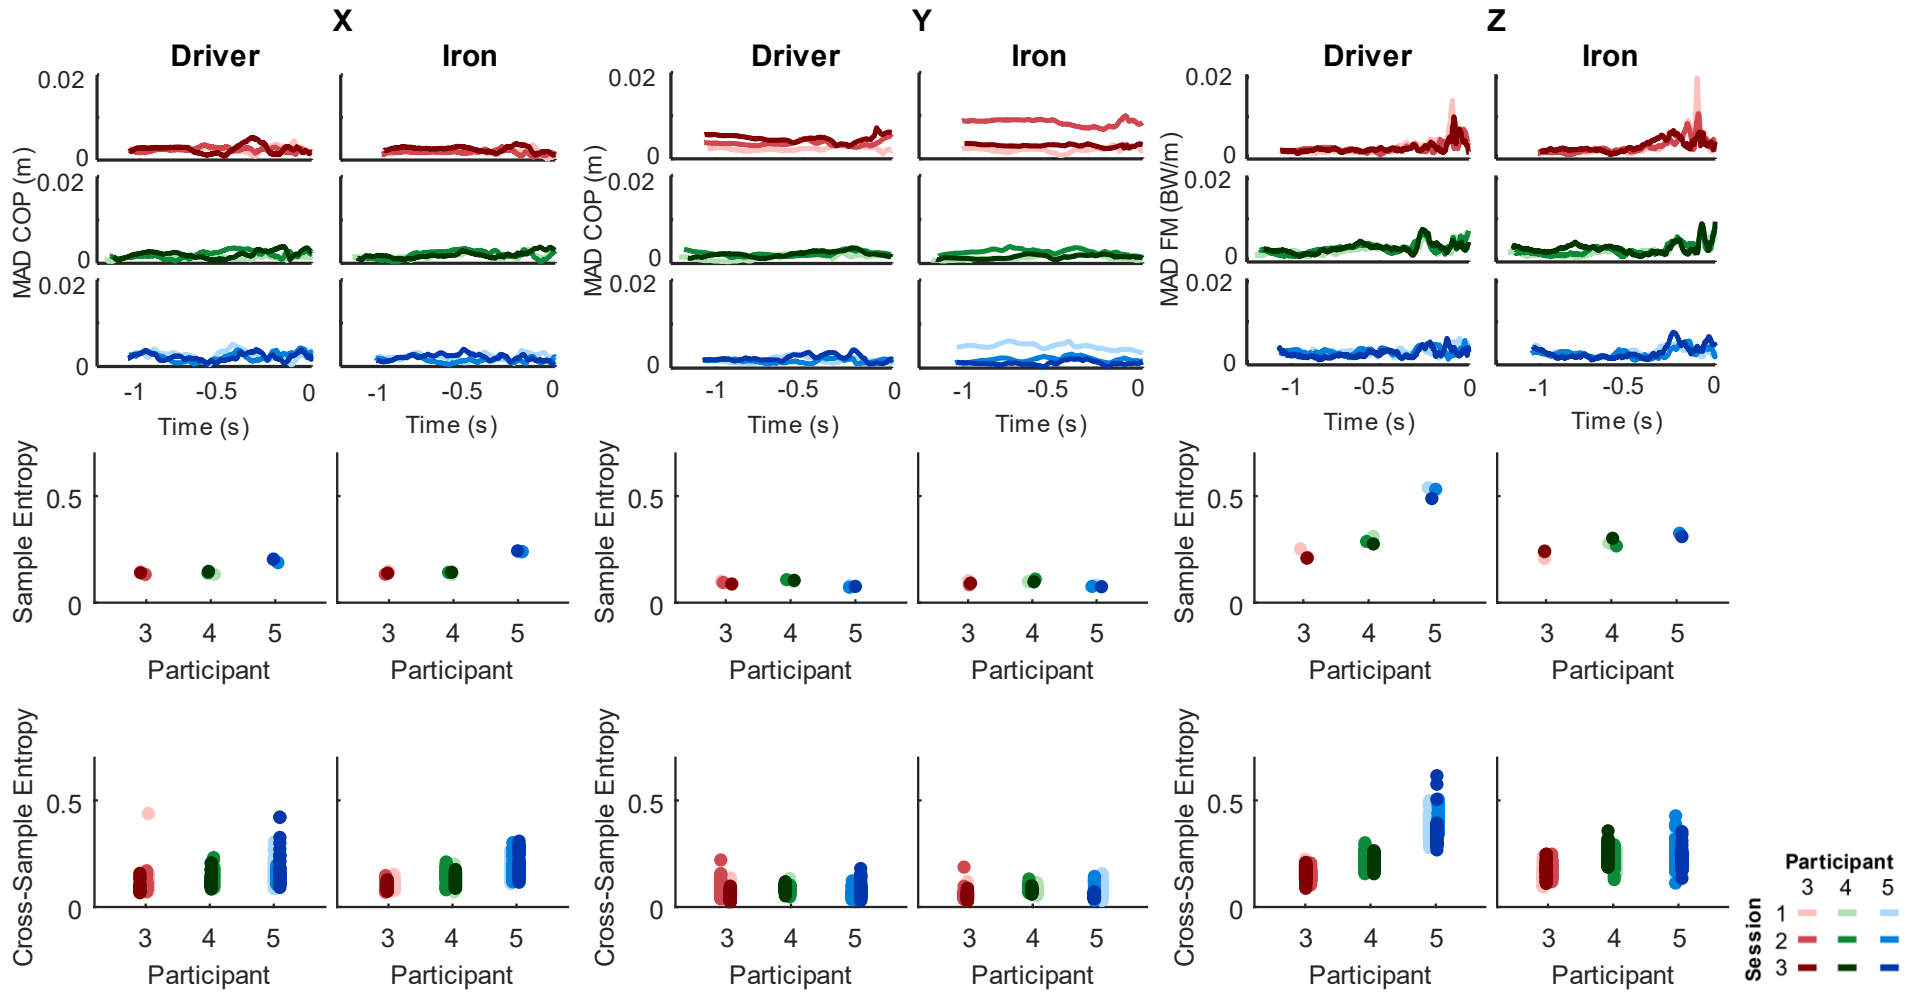 X Y Z
Driver Iron Driver Iron Driver Iron
MAD COP (m) MAD COP (m) MAD FM (BW/m)
0.02 0.02 0.02
0 0 0
0.02 0.02 0.02
0 0 0
0.02 0.02 0.02
0 0 0
-1 -0.5 0 -1 -0.5 0 -1 -0.5 0 -1 -0.5 0 -1 -0.5 0 -1 -0.5 0
Time (s) Time (s) Time (s) Time (s) Time (s) Time (s)
Sample Entropy Sample Entropy Sample Entropy
0.5 0.5 0.5
0 0 0
3 4 5 3 4 5 3 4 5 3 4 5 3 4 5 3 4 5
Participant Participant Participant Participant Participant Participant
Cross-Sample Entropy Cross-Sample Entropy Cross-Sample Entropy
0.5 0.5 0.5
0 0 0
3 4 5 3 4 5 3 4 5 3 4 5 3 4 5 3 4 5
Participant Participant Participant Participant Participant Participant
Participant
3 4 5
Session
1
2
3